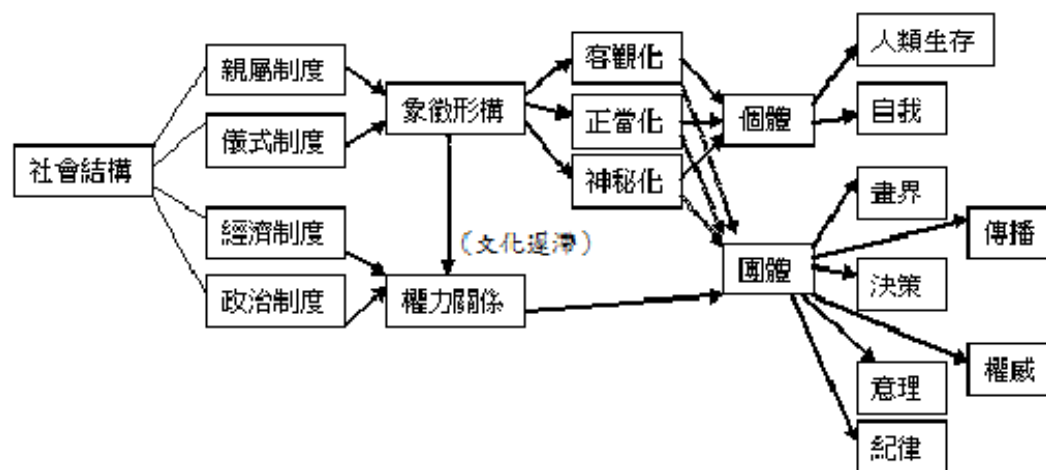 社會結構
親屬制度
儀式制度
經濟制度
政治制度
象徵形構
(文化遲滯)
權力關係
客觀化
正當化
神秘化
個體
團體
人類生存
自我
畫界
傳播
決策
權威
意理
紀律